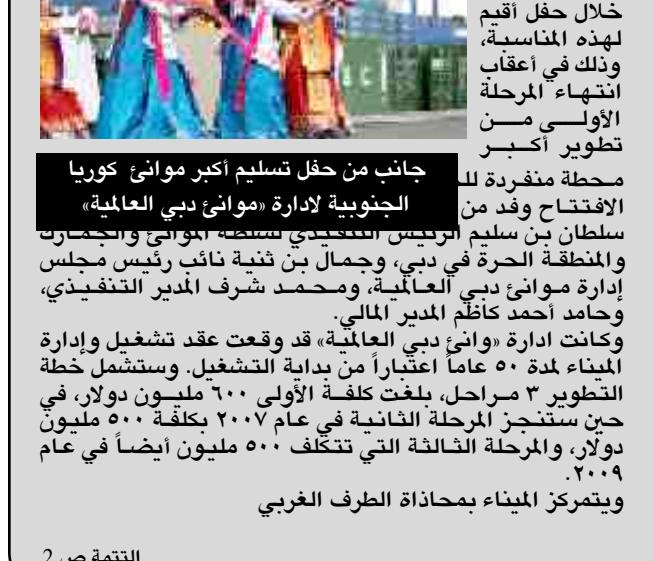 خلال حفل أقيم
لهذه المناسبة،
وذلك في أعقاب
انتهاء المرحلة
الأولى من
تطوير أكبر
محطة منفردة
الافتتاح وفد من
جانب من حفل تسليم أكبر موانئ كوريا
الجنوبية لادارة «موانئ دبي العالمية»
سلطان بن سليم الرئيس التنفيذي لسلطة الموانئ والجمارك
والمنطقة الحرة في دبي، وجمال بن ثنية نائب رئيس مجلس
إدارة موانئ دبي العالمية، ومحمد شرف المدير التنفيذي،
وحامد أحمد كاظم المدير المالي.
وكانت ادارة «وانئ دبي العالمية» قد وقعت عقد تشغيل وإدارة
الميناء لمدة ٥٠ عاماً اعتباراً من بداية التشغيل. وستشمل خطة
التطوير ٣ مراحل، بلغت كلفة الأولى ٦٠٠ مليون دولار، في
حين ستنجز المرحلة الثانية في عام ٢٠٠٧ بكلفة ٥٠٠ مليون
دولار، والمرحلة الثالثة التي تتكلف ٥٠٠ مليون أيضاً في عام
٢٠٠٩.
ويتمركز الميناء بمحاذاة الطرف الغربي
التتمة ص 2